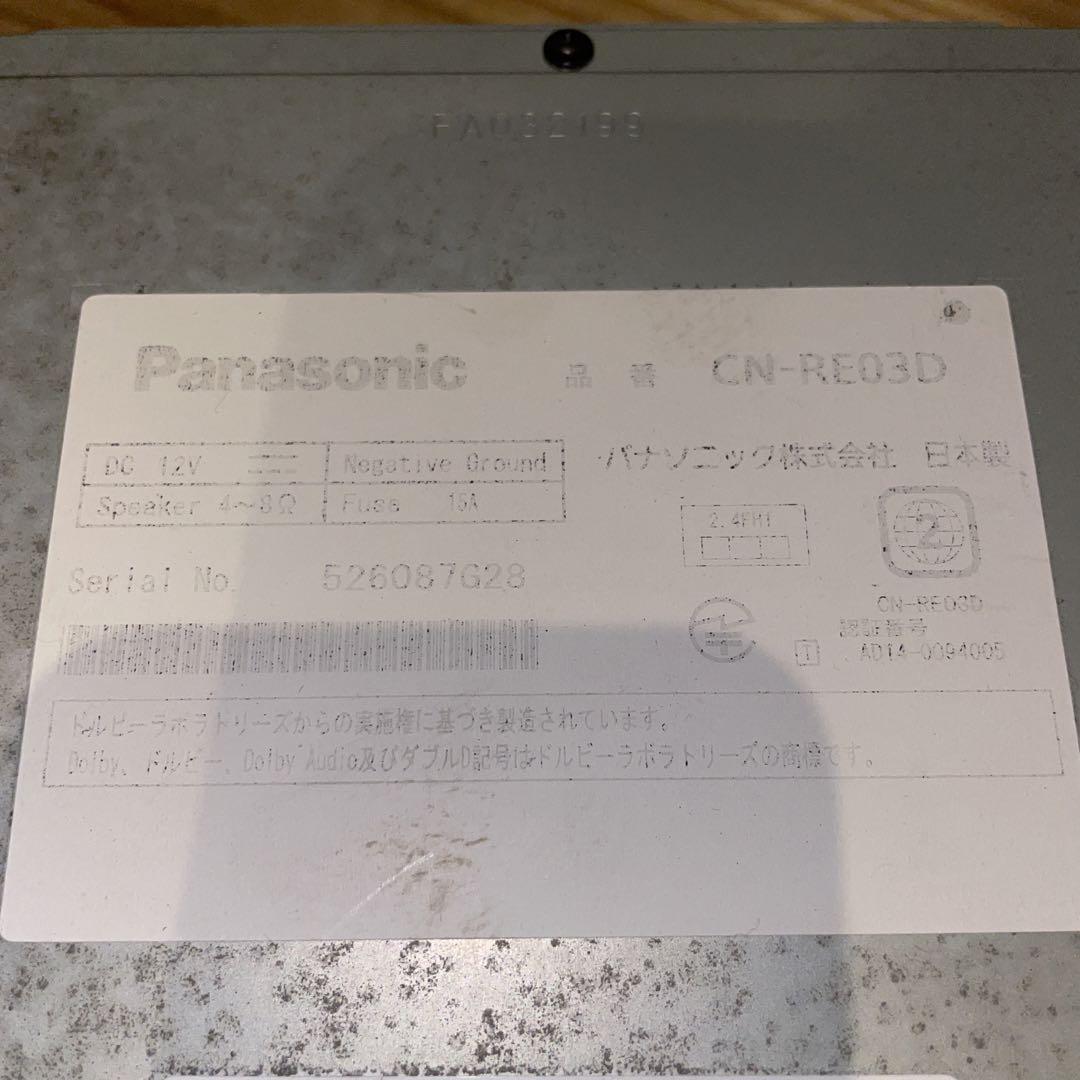 PA032199
Panasonic 品番 CN-RE03D
DC 12V Negative Ground
Speaker 4～8Ω Fuse 15A
パナソニック株式会社 日本製
2.4FH1
2
Serial No. 526087G28
CN-RE03D
認証番号
T AD14-0094005
ドルビーラボラトリーズからの実施権に基づき製造されています。
Dolby、ドルビー、Dolby Audio及びダブルD記号はドルビーラボラトリーズの商標です。